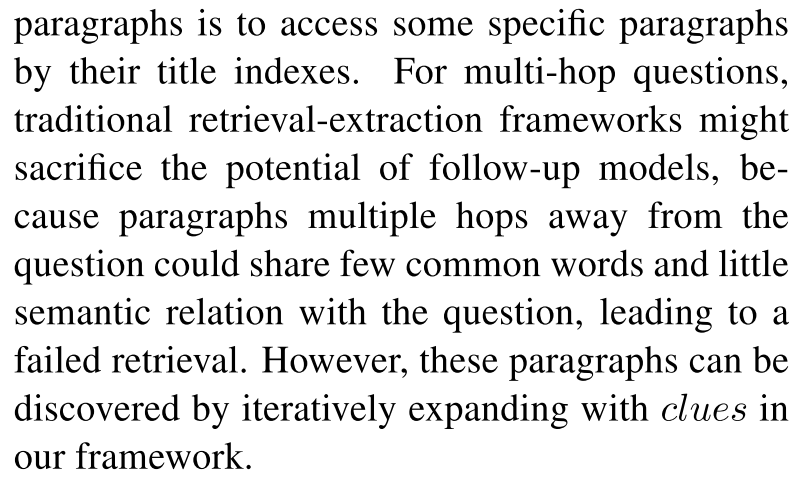 paragraphs is to access some specific paragraphs
by their title indexes. For multi-hop questions,
traditional retrieval-extraction frameworks might
sacrifice the potential of follow-up models, be-
cause paragraphs multiple hops away from the
question could share few common words and little
semantic relation with the question, leading to a
failed retrieval. However, these paragraphs can be
discovered by iteratively expanding with clues in
our framework.